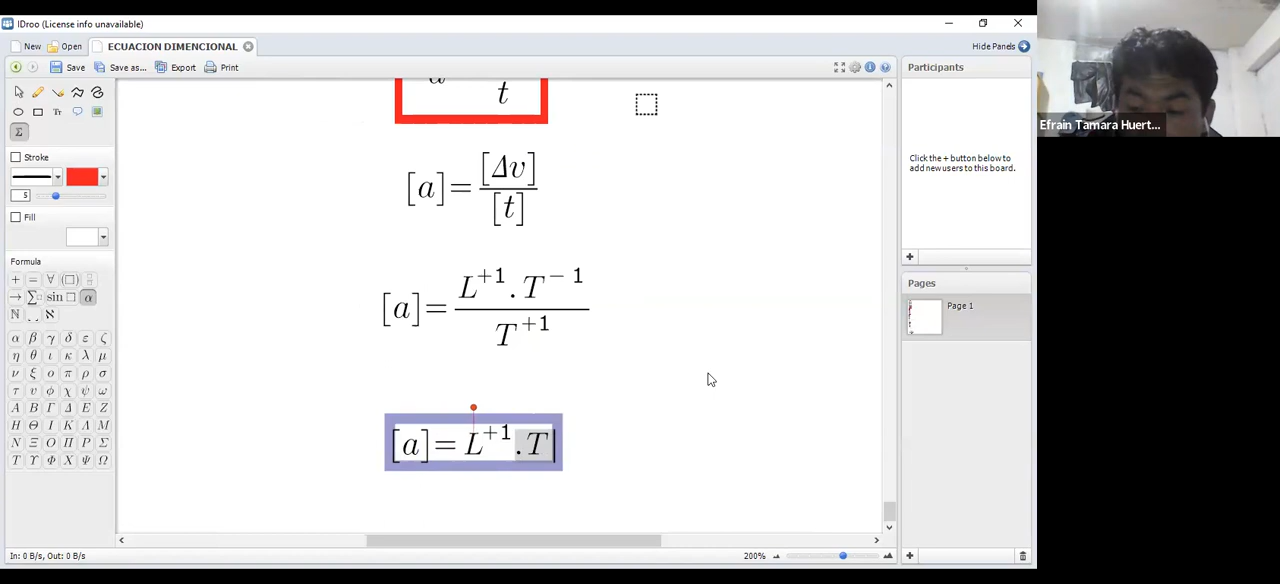 IDroo (License info unavailable)
New Open ECUACION DIMENCIONAL Hide Panels
Save Save as... Export Print
Participants
Click the + button below to
add new users to this board.
Efrain Tamara Huert...
Stroke
5
Fill
Formula
+ = ∀ (□)
→ Σ sin □ α
ℕ ℵ
α β γ δ ε ζ
η θ ι κ λ μ
ν ξ ο π ρ σ
τ υ φ χ ψ ω
Α Β Γ Δ Ε Ζ
Η Θ Ι Κ Λ Μ
Ν Ξ Ο Π Ρ Σ
Τ ϒ Φ Χ Ψ Ω
t
[a]=[Δv]/[t]
[a]=L⁺¹.T⁻¹/T⁺¹
[a]=L⁺¹.T
Pages
Page 1
In: 0 B/s, Out: 0 B/s
200%